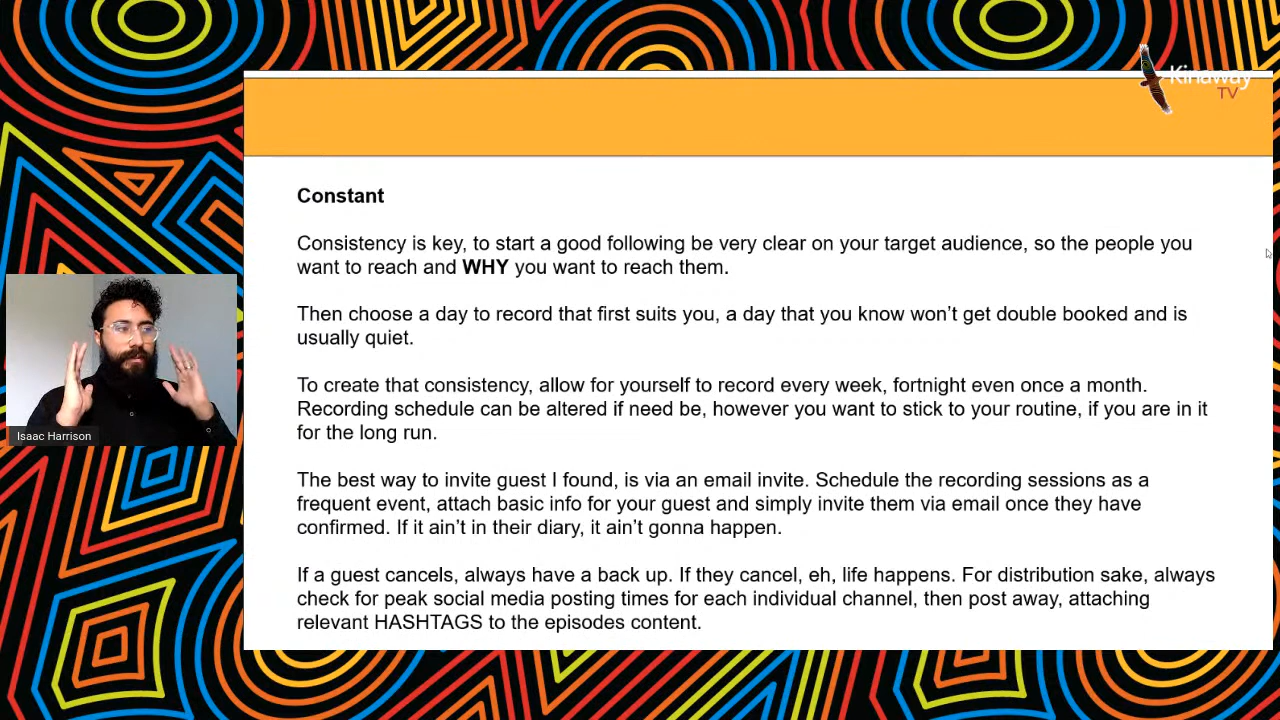 Kinaway
TV
Constant
Consistency is key, to start a good following be very clear on your target audience, so the people you
want to reach and WHY you want to reach them.
Then choose a day to record that first suits you, a day that you know won’t get double booked and is
usually quiet.
To create that consistency, allow for yourself to record every week, fortnight even once a month.
Recording schedule can be altered if need be, however you want to stick to your routine, if you are in it
for the long run.
The best way to invite guest I found, is via an email invite. Schedule the recording sessions as a
frequent event, attach basic info for your guest and simply invite them via email once they have
confirmed. If it ain’t in their diary, it ain’t gonna happen.
If a guest cancels, always have a back up. If they cancel, eh, life happens. For distribution sake, always
check for peak social media posting times for each individual channel, then post away, attaching
relevant HASHTAGS to the episodes content.
Isaac Harrison